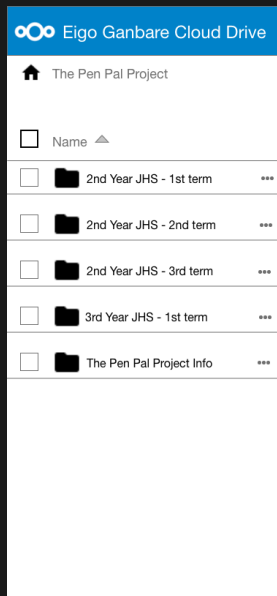 Eigo Ganbare Cloud Drive
The Pen Pal Project
Name
2nd Year JHS - 1st term
2nd Year JHS - 2nd term
2nd Year JHS - 3rd term
3rd Year JHS - 1st term
The Pen Pal Project Info